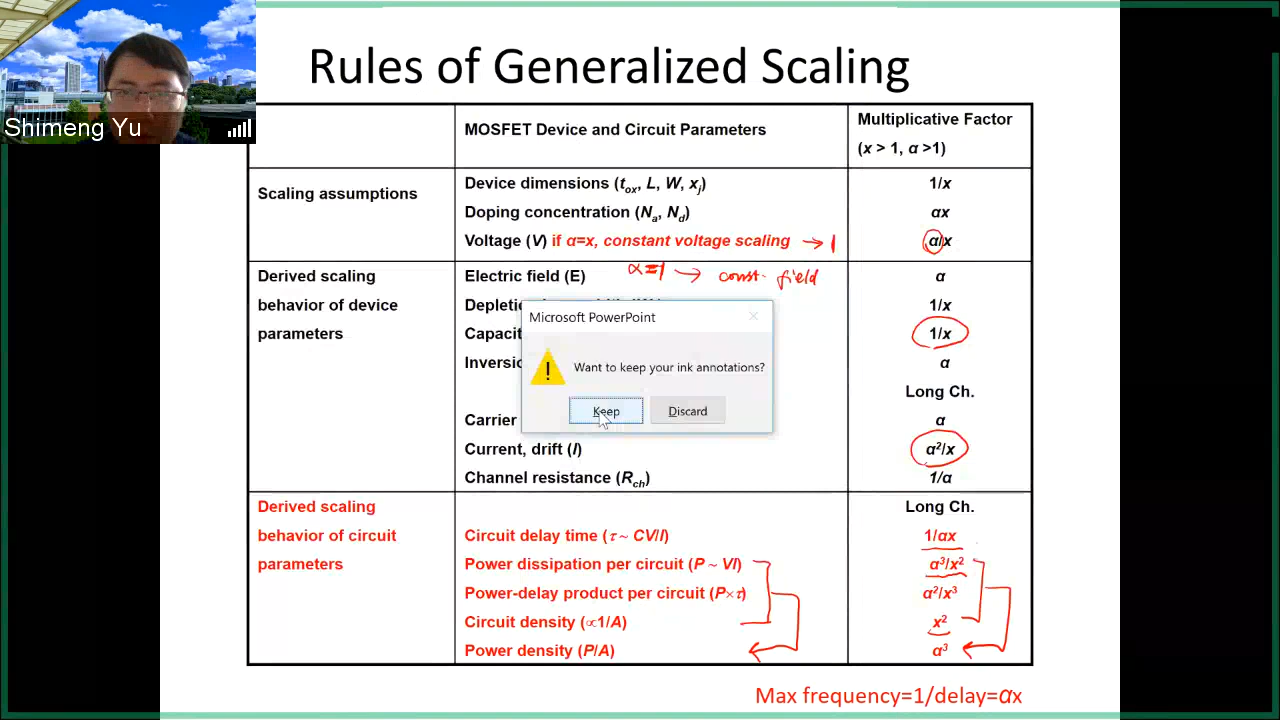 Rules of Generalized Scaling
Shimeng Yu
MOSFET Device and Circuit Parameters
Multiplicative Factor
(x > 1, α >1)
Scaling assumptions
Device dimensions (tox, L, W, xj)
1/x
Doping concentration (Na, Nd)
αx
Voltage (V) if α=x, constant voltage scaling → 1
α/x
Derived scaling
behavior of device
parameters
Electric field (E)
α
α=1 → const. field
1/x
1/x
α
Long Ch.
Carrier
α
Current, drift (I)
α²/x
Channel resistance (Rch)
1/α
Microsoft PowerPoint
Want to keep your ink annotations?
Keep
Discard
Derived scaling
behavior of circuit
parameters
Long Ch.
Circuit delay time (τ ~ CV/I)
1/αx
Power dissipation per circuit (P ~ VI)
α³/x²
Power-delay product per circuit (P×τ)
α²/x³
Circuit density (∝1/A)
x²
Power density (P/A)
α³
Max frequency=1/delay=αx